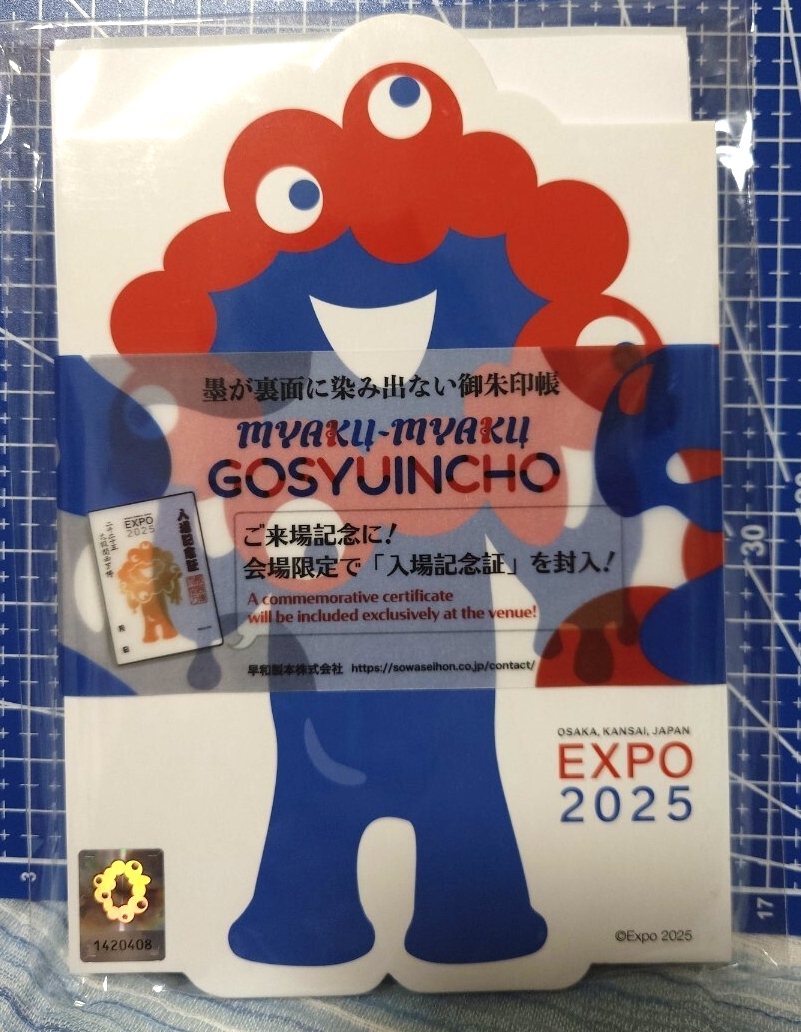 墨が裏面に染み出ない御朱印帳
MYAKU-MYAKU
GOSYUINCHO
EXPO
2025
入場記念証
ご来場記念に!
会場限定で「入場記念証」を封入!
A commemorative certificate
will be included exclusively at the venue!
早和製本株式会社 https://sowaseihon.co.jp/contact/
OSAKA, KANSAI, JAPAN
EXPO
2025
1420408
©Expo 2025
3
30
17